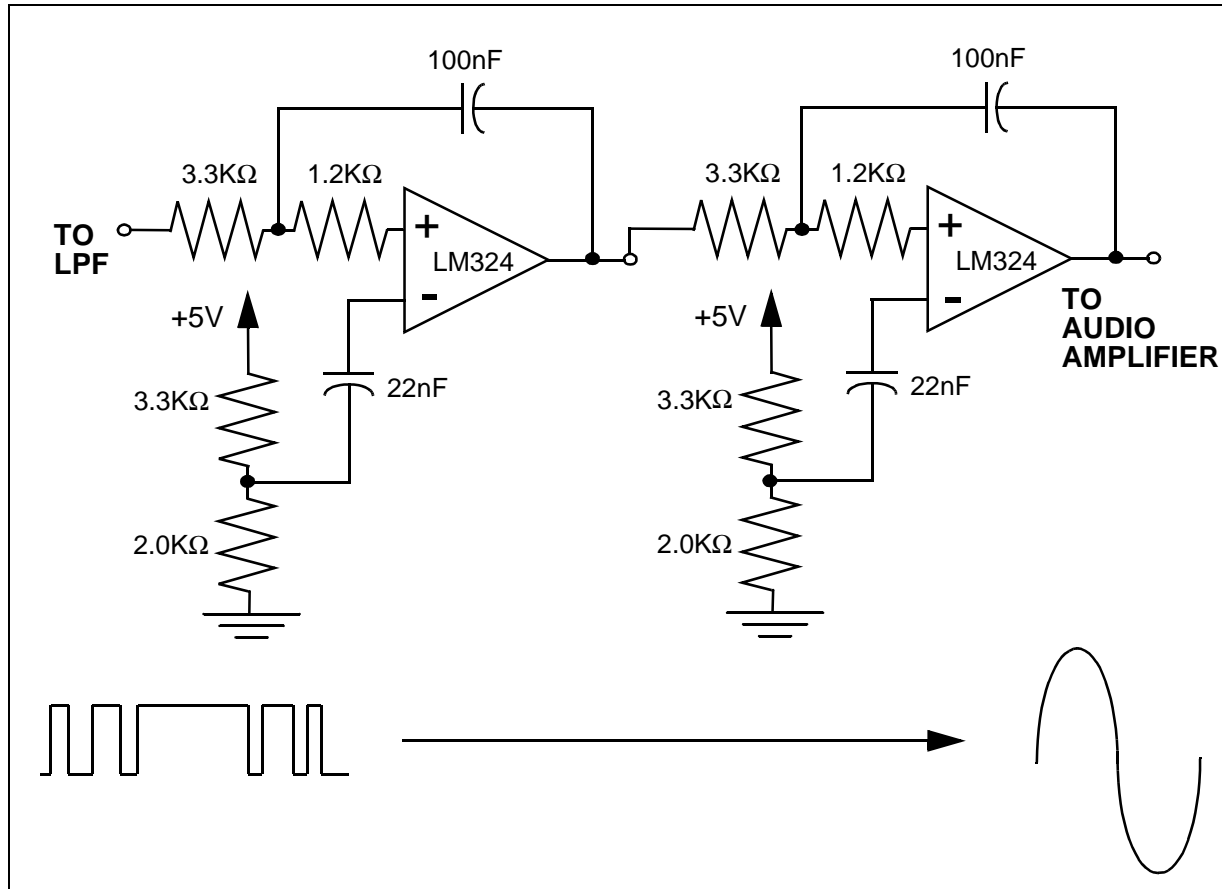 100nF
100nF
3.3KΩ
1.2KΩ
3.3KΩ
1.2KΩ
TO
LPF
+
LM324
-
+
LM324
-
TO
AUDIO
AMPLIFIER
+5V
+5V
22nF
22nF
3.3KΩ
3.3KΩ
2.0KΩ
2.0KΩ